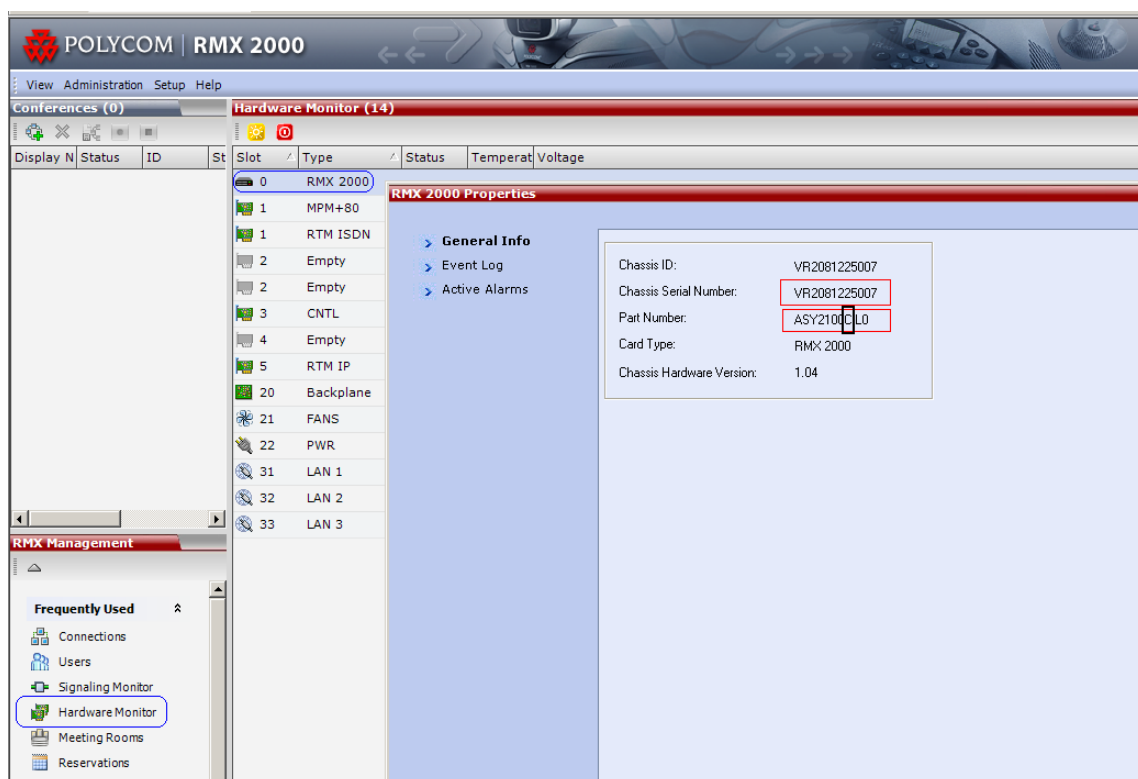 POLYCOM | RMX 2000
View Administration Setup Help
Conferences (0)
Display N Status ID St
RMX Management
Frequently Used
Connections
Users
Signaling Monitor
Hardware Monitor
Meeting Rooms
Reservations
Hardware Monitor (14)
Slot Type Status Temperat Voltage
0 RMX 2000
1 MPM+80
1 RTM ISDN
2 Empty
2 Empty
3 CNTL
4 Empty
5 RTM IP
20 Backplane
21 FANS
22 PWR
31 LAN 1
32 LAN 2
33 LAN 3
RMX 2000 Properties
General Info
Event Log
Active Alarms
Chassis ID: VR2081225007
Chassis Serial Number: VR2081225007
Part Number: ASY2100C-L0
Card Type: RMX 2000
Chassis Hardware Version: 1.04